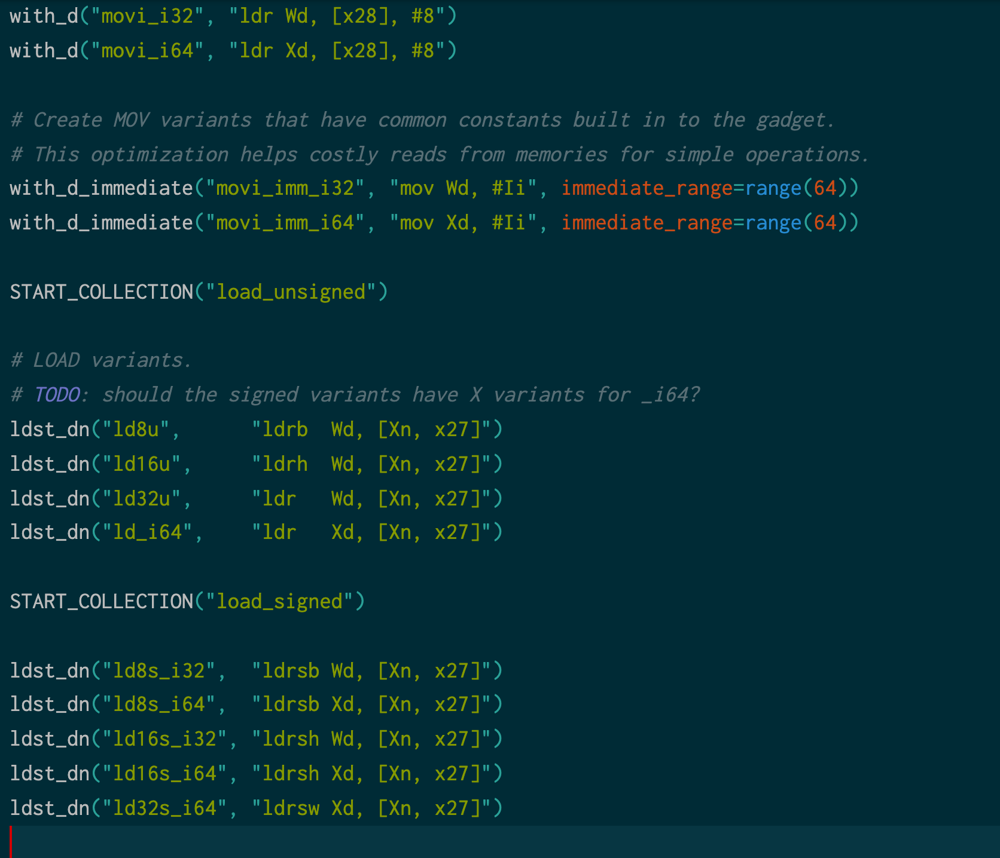 with_d("movi_i32", "ldr Wd, [x28], #8")
with_d("movi_i64", "ldr Xd, [x28], #8")
# Create MOV variants that have common constants built in to the gadget.
# This optimization helps costly reads from memories for simple operations.
with_d_immediate("movi_imm_i32", "mov Wd, #Ii", immediate_range=range(64))
with_d_immediate("movi_imm_i64", "mov Xd, #Ii", immediate_range=range(64))
START_COLLECTION("load_unsigned")
# LOAD variants.
# TODO: should the signed variants have X variants for _i64?
ldst_dn("ld8u",     "ldrb  Wd, [Xn, x27]")
ldst_dn("ld16u",    "ldrh  Wd, [Xn, x27]")
ldst_dn("ld32u",    "ldr   Wd, [Xn, x27]")
ldst_dn("ld_i64",   "ldr   Xd, [Xn, x27]")
START_COLLECTION("load_signed")
ldst_dn("ld8s_i32",  "ldrsb Wd, [Xn, x27]")
ldst_dn("ld8s_i64",  "ldrsb Xd, [Xn, x27]")
ldst_dn("ld16s_i32", "ldrsh Wd, [Xn, x27]")
ldst_dn("ld16s_i64", "ldrsh Xd, [Xn, x27]")
ldst_dn("ld32s_i64", "ldrsw Xd, [Xn, x27]")